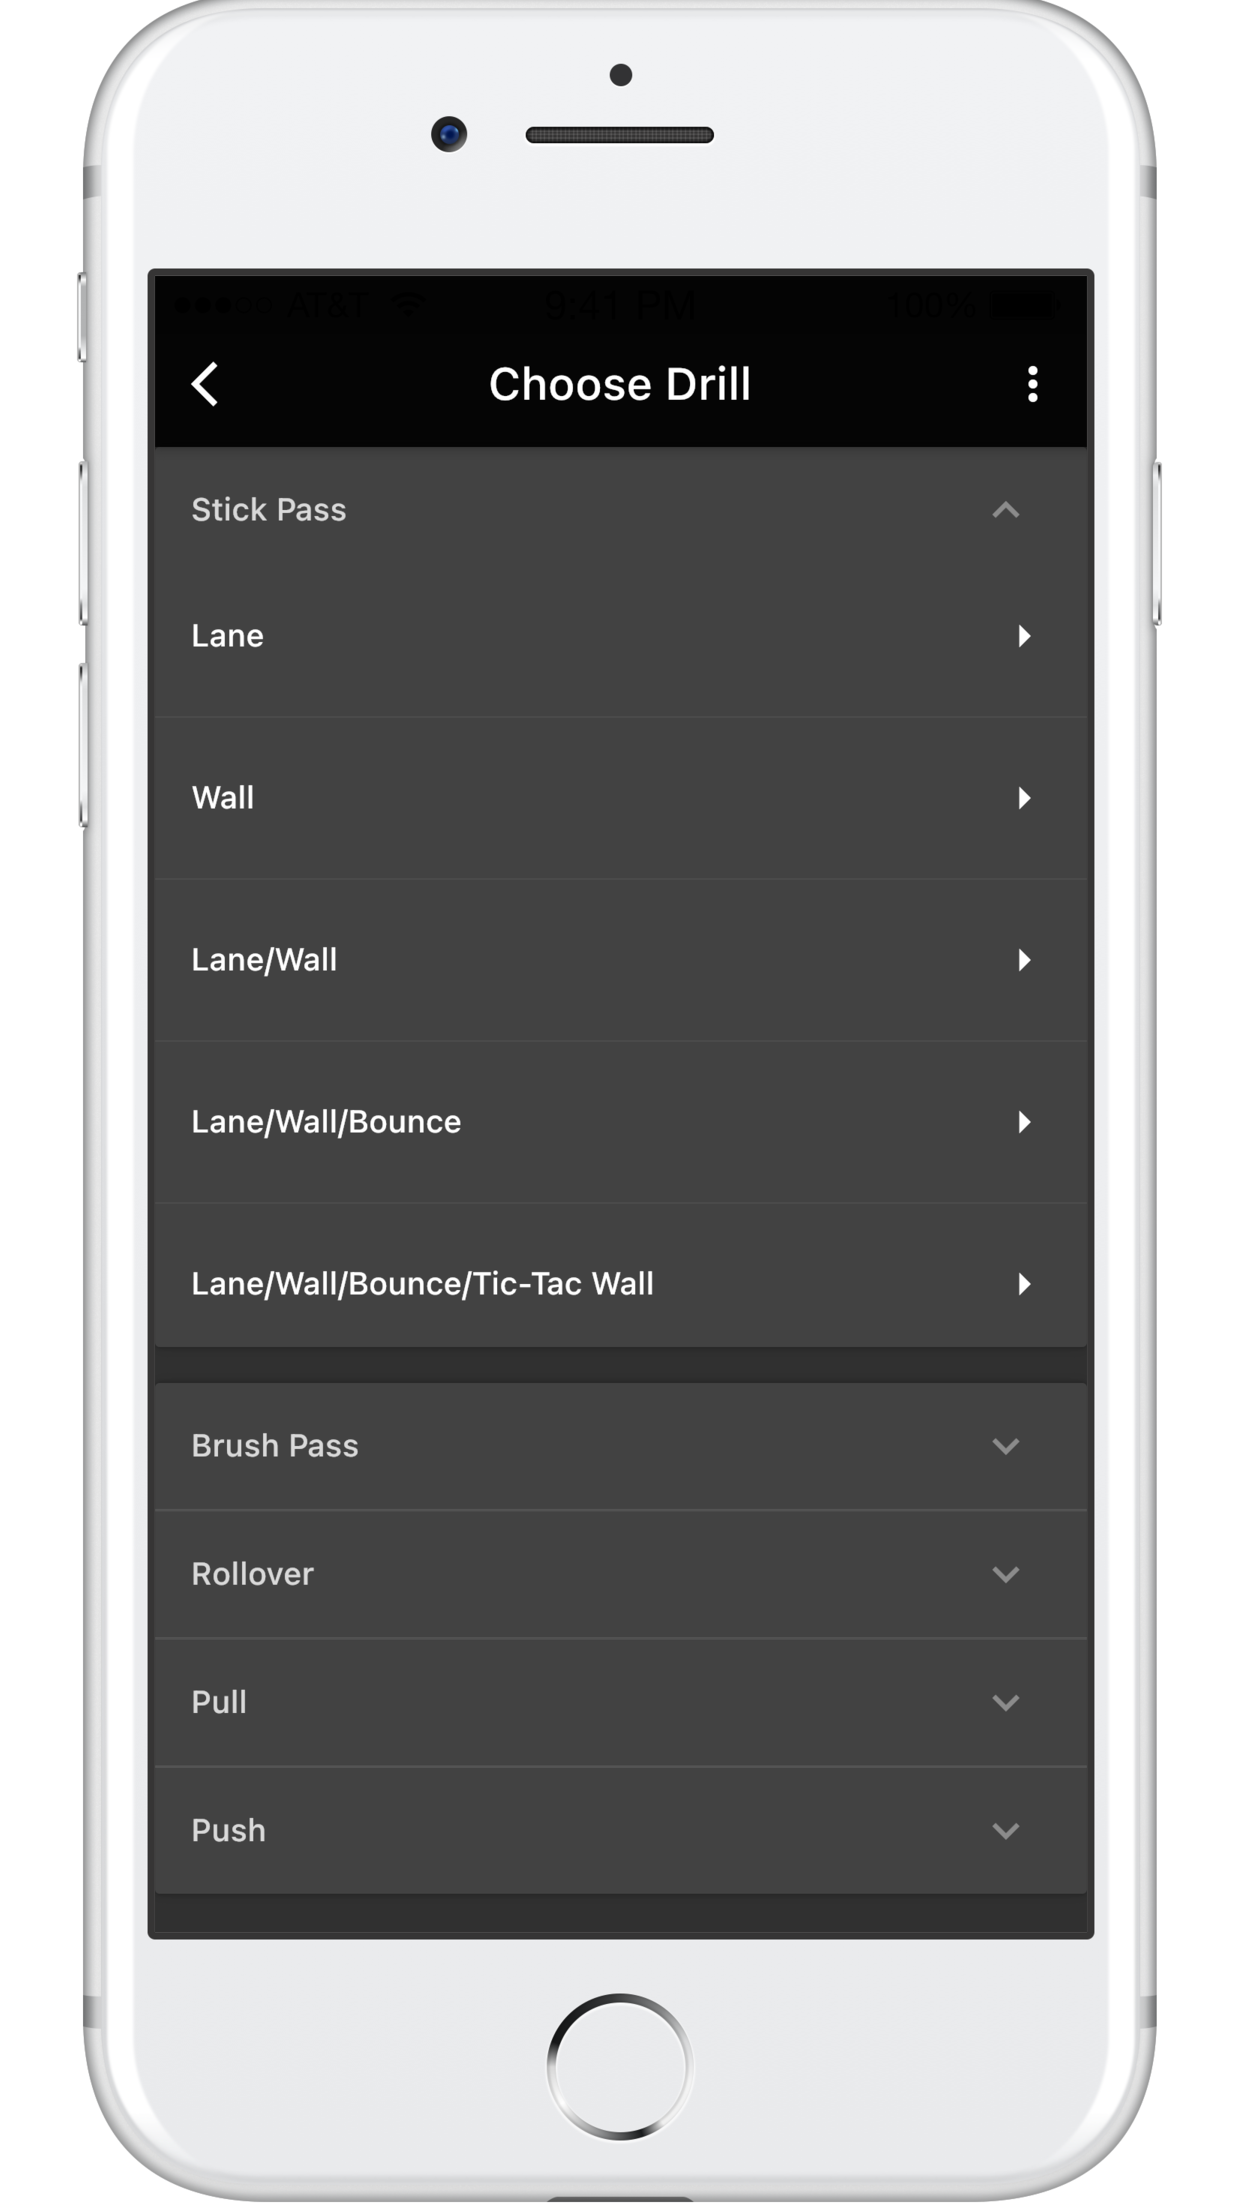 AT&T 9:41 PM 100%
Choose Drill
Stick Pass
Lane
Wall
Lane/Wall
Lane/Wall/Bounce
Lane/Wall/Bounce/Tic-Tac Wall
Brush Pass
Rollover
Pull
Push